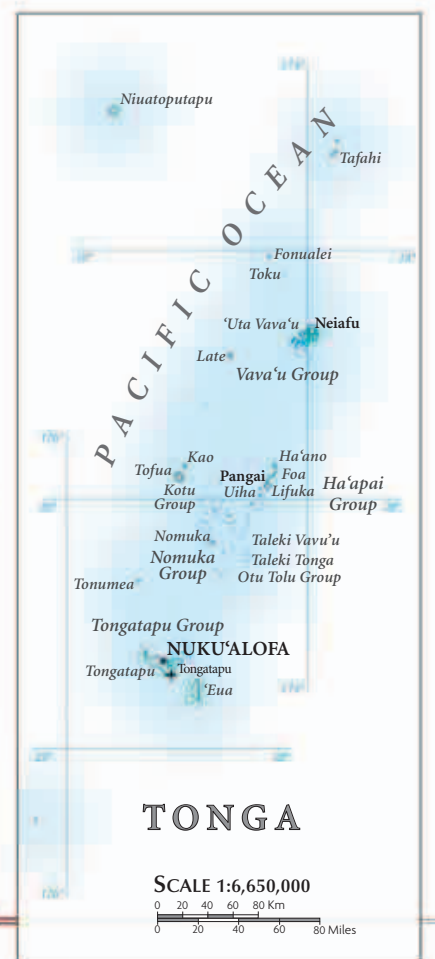 Niuatoputapu
Tafahi
PACIFIC OCEAN
Fonualei
Toku
ʻUta Vavaʻu
Neiafu
Late
Vavaʻu Group
Kao
Tofua
Kotu
Group
Haʻano
Pangai
Foa
Uiha
Lifuka
Haʻapai
Group
Nomuka
Nomuka
Group
Taleki Vavu’u
Taleki Tonga
Otu Tolu Group
Tonumea
Tongatapu Group
NUKUʻALOFA
Tongatapu
Tongatapu
ʻEua
TONGA
SCALE 1:6,650,000
0 20 40 60 80 Km
0 20 40 60 80 Miles